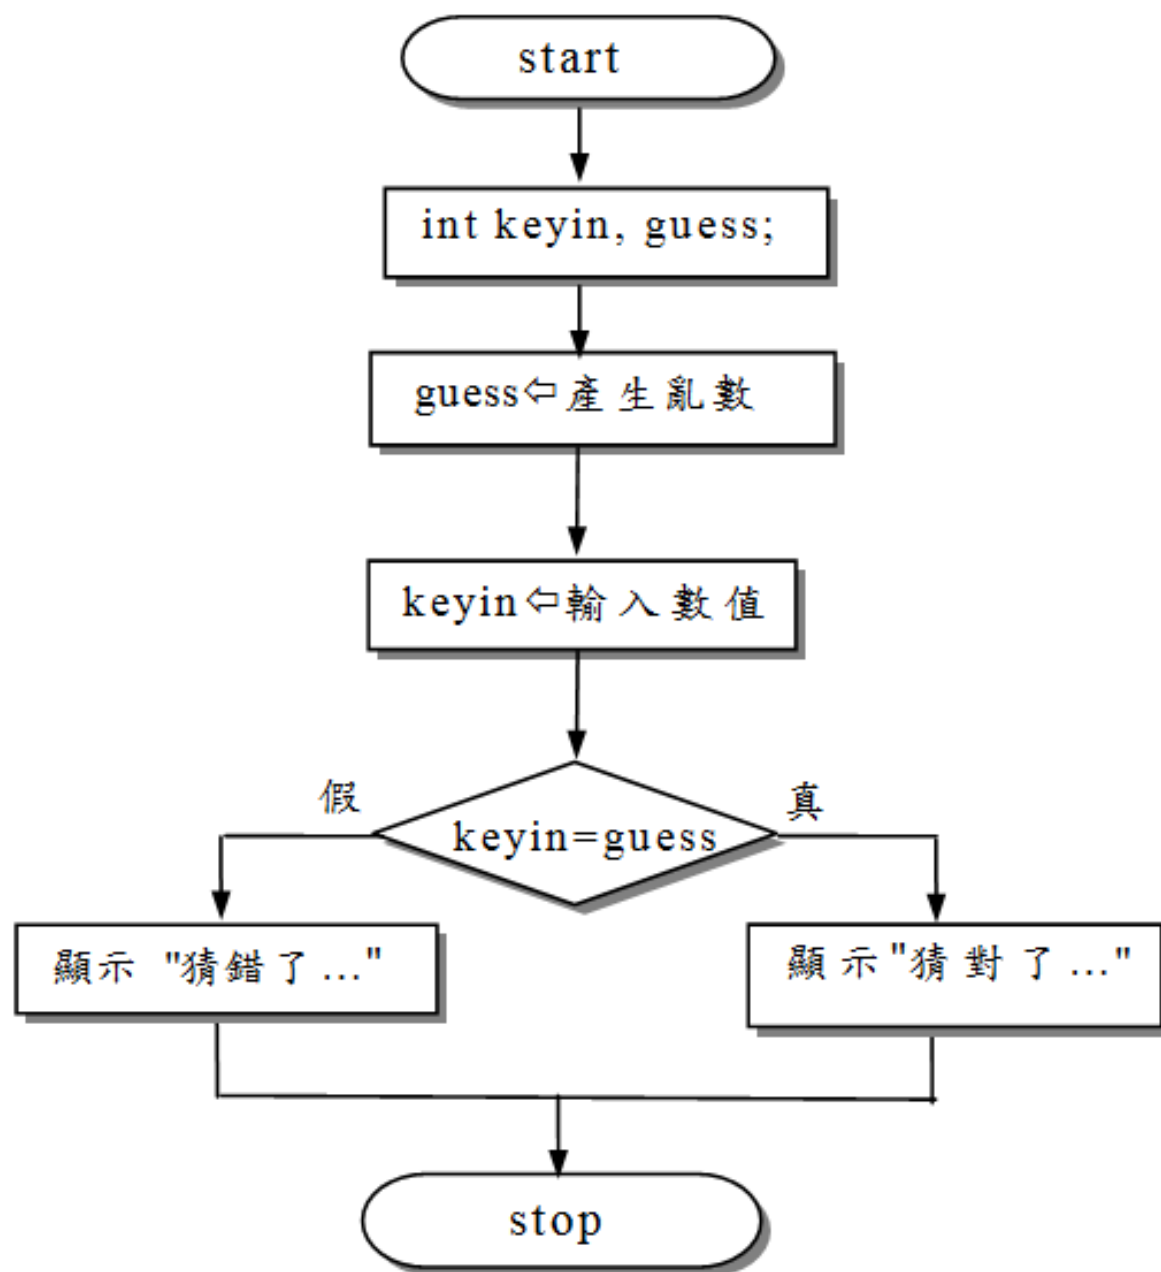 start
int keyin, guess;
guess⇦產生亂數
keyin⇦輸入數值
假
真
keyin=guess
顯示 "猜錯了…"
顯示"猜對了…"
stop